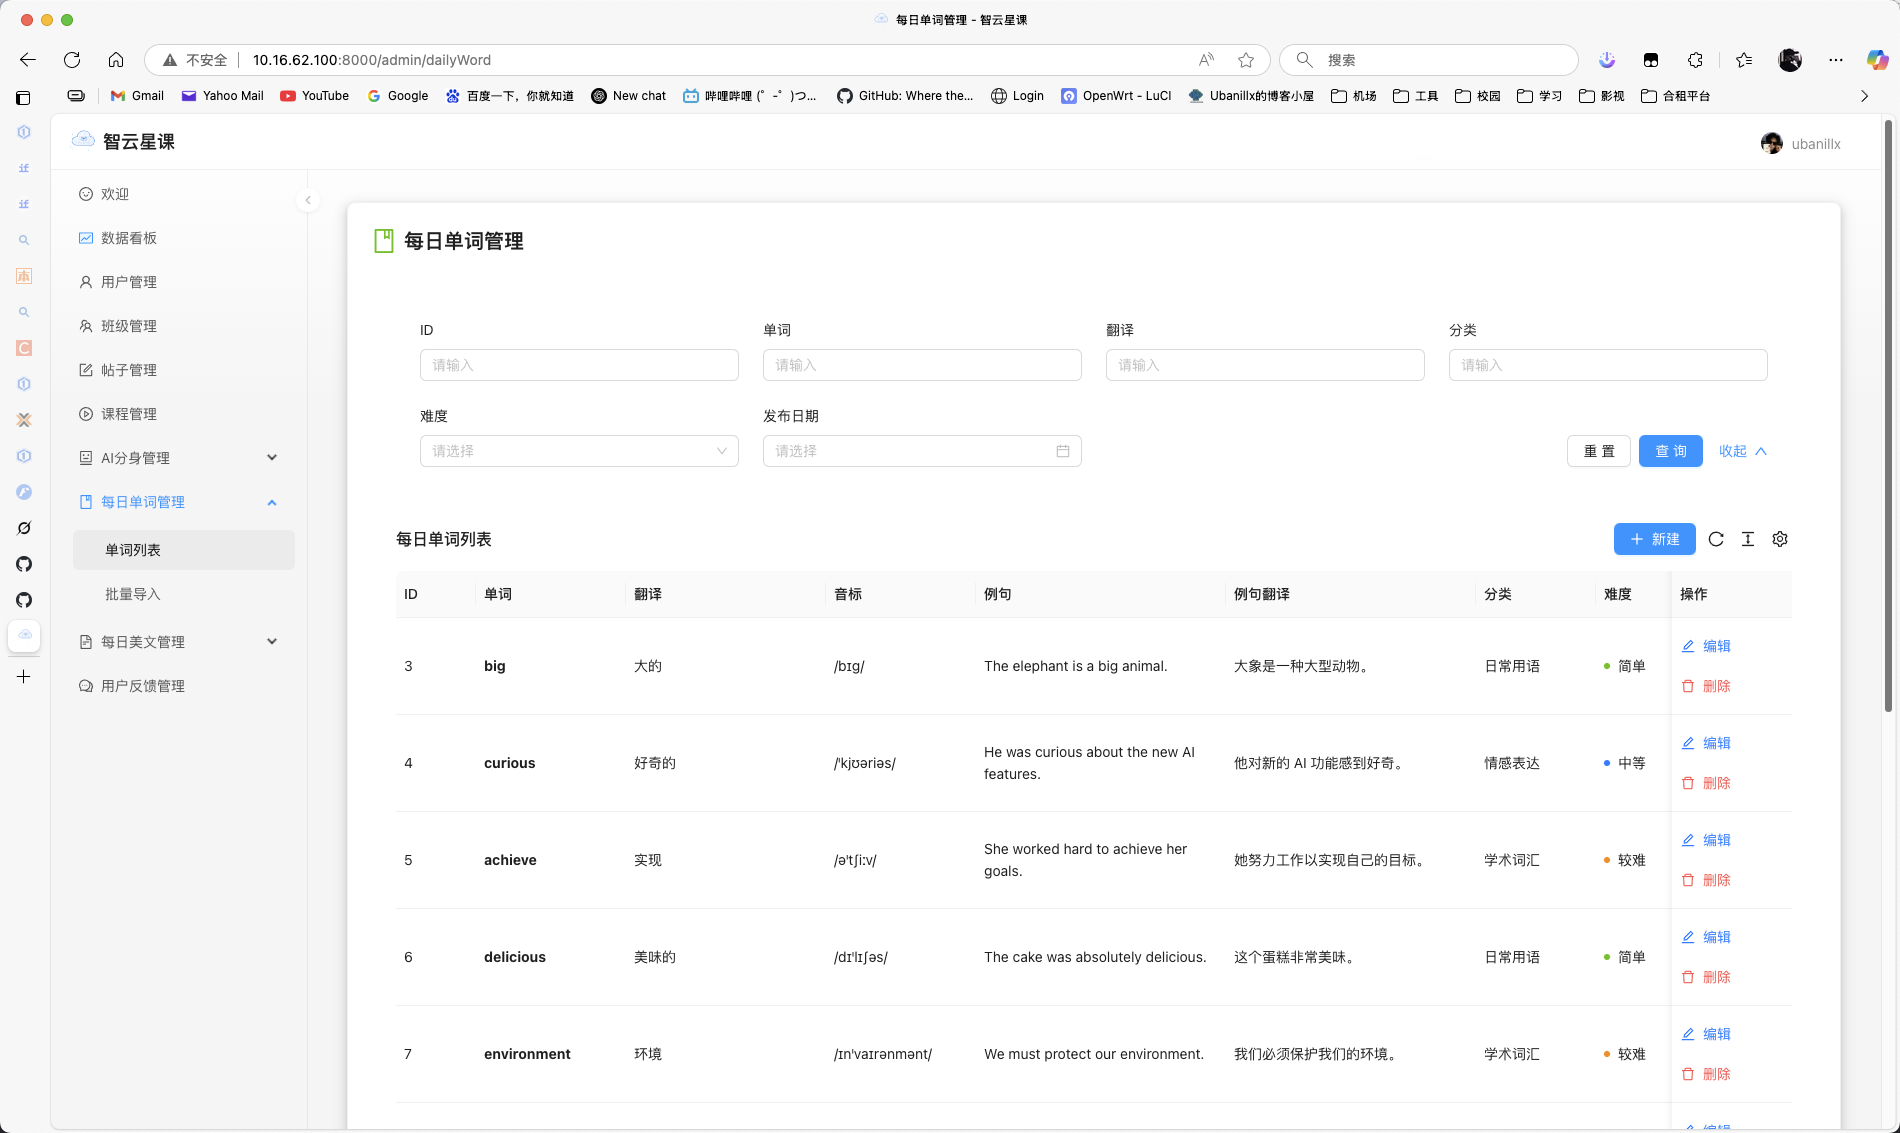 每日单词管理 - 智云星课
不安全 10.16.62.100:8000/admin/dailyWord
搜索
Gmail Yahoo Mail YouTube Google 百度一下，你就知道 New chat 哔哩哔哩 (゜-゜)つ... GitHub: Where the... Login OpenWrt - LuCI Ubanillx的博客小屋 机场 工具 校园 学习 影视 合租平台
智云星课
ubanillx
欢迎
数据看板
用户管理
班级管理
帖子管理
课程管理
AI分身管理
每日单词管理
单词列表
批量导入
每日美文管理
用户反馈管理
每日单词管理
ID 单词 翻译 分类
请输入 请输入 请输入 请输入
难度 发布日期
请选择 请选择 重 置 查 询 收起
每日单词列表 新建
ID 单词 翻译 音标 例句 例句翻译 分类 难度 操作
3 big 大的 /bɪɡ/ The elephant is a big animal. 大象是一种大型动物。 日常用语 简单 编辑
删除
4 curious 好奇的 /ˈkjʊəriəs/ He was curious about the new AI 他对新的 AI 功能感到好奇。 情感表达 中等 编辑
features. 删除
5 achieve 实现 /əˈtʃiːv/ She worked hard to achieve her 她努力工作以实现自己的目标。 学术词汇 较难 编辑
goals. 删除
6 delicious 美味的 /dɪˈlɪʃəs/ The cake was absolutely delicious. 这个蛋糕非常美味。 日常用语 简单 编辑
删除
7 environment 环境 /ɪnˈvaɪrənmənt/ We must protect our environment. 我们必须保护我们的环境。 学术词汇 较难 编辑
删除